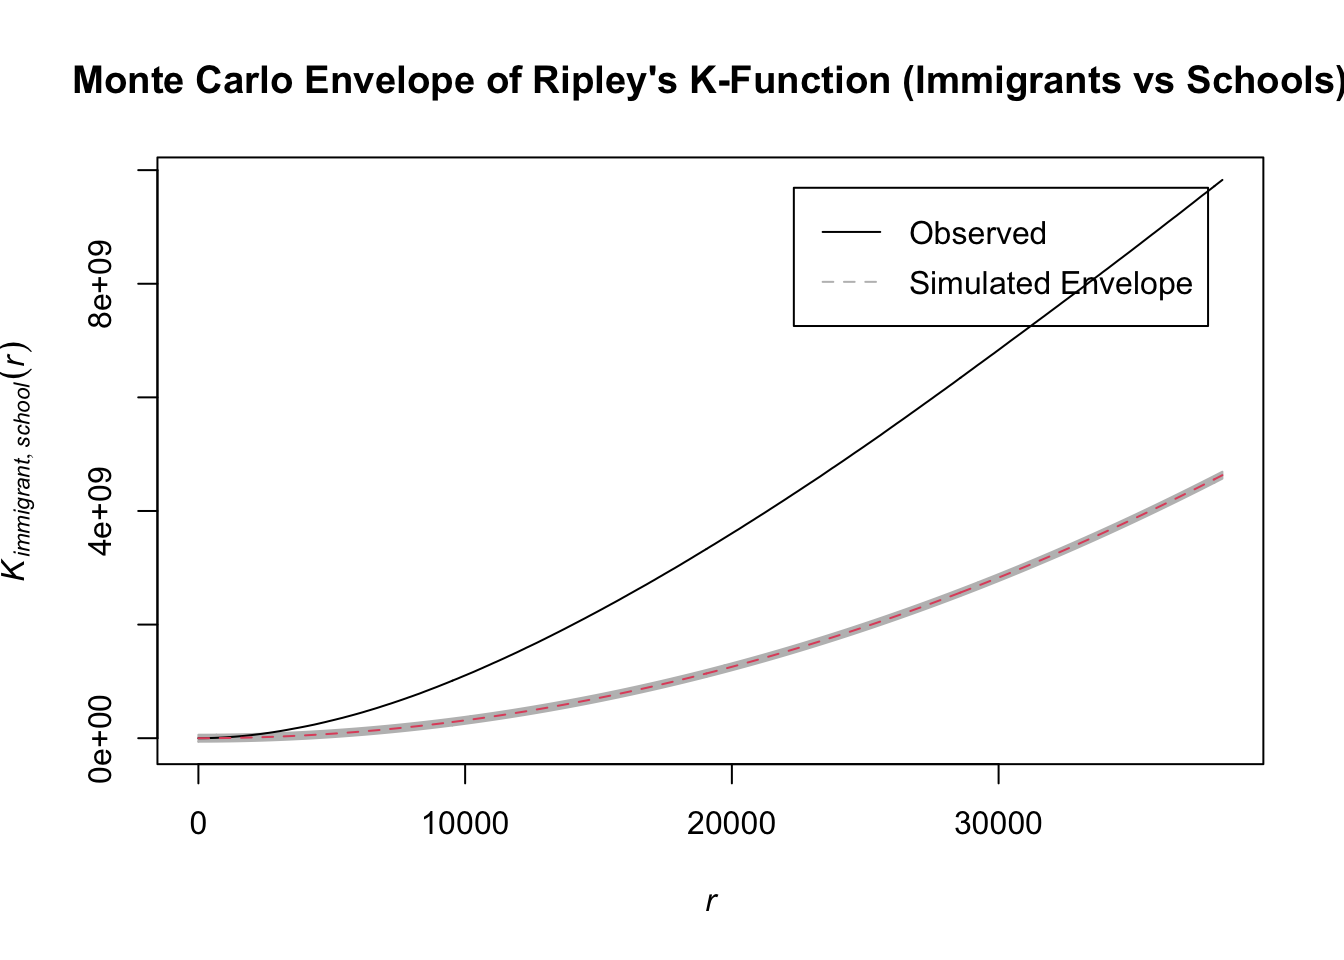 Monte Carlo Envelope of Ripley's K-Function (Immigrants vs Schools)
Observed
Simulated Envelope
8e+09
4e+09
0e+00
K immigrant, school (r)
0 10000 20000 30000
r